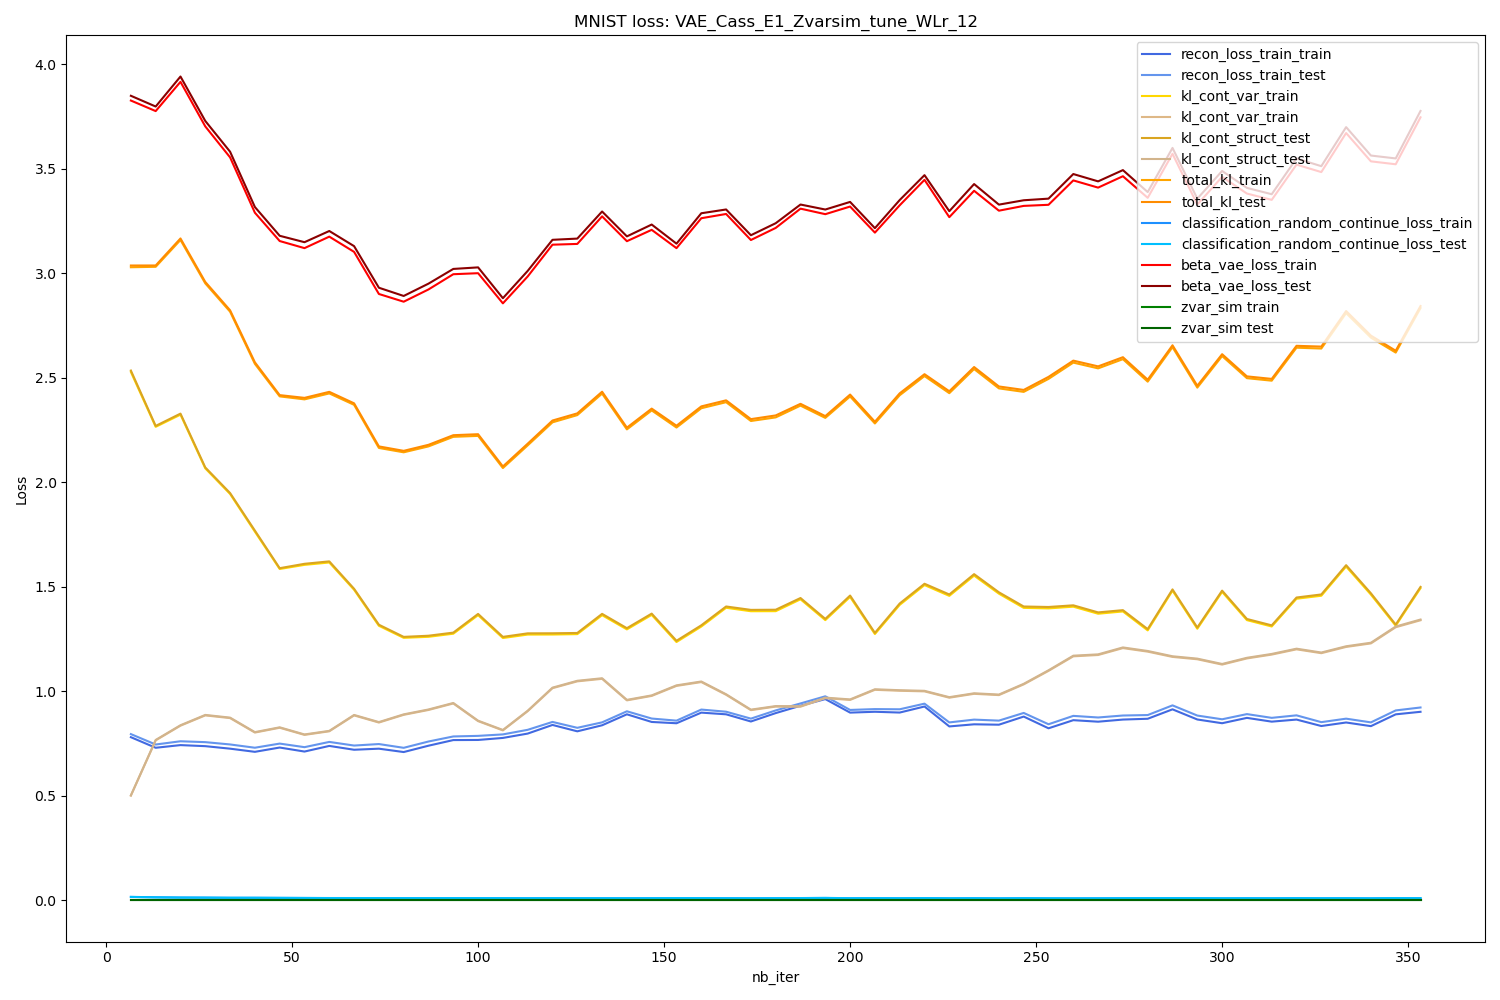 MNIST loss: VAE_Cass_E1_Zvarsim_tune_WLr_12
recon_loss_train_train
recon_loss_train_test
kl_cont_var_train
kl_cont_var_train
kl_cont_struct_test
kl_cont_struct_test
total_kl_train
total_kl_test
classification_random_continue_loss_train
classification_random_continue_loss_test
beta_vae_loss_train
beta_vae_loss_test
zvar_sim train
zvar_sim test
4.0
3.5
3.0
2.5
2.0
1.5
1.0
0.5
0.0
Loss
0 50 100 150 200 250 300 350
nb_iter